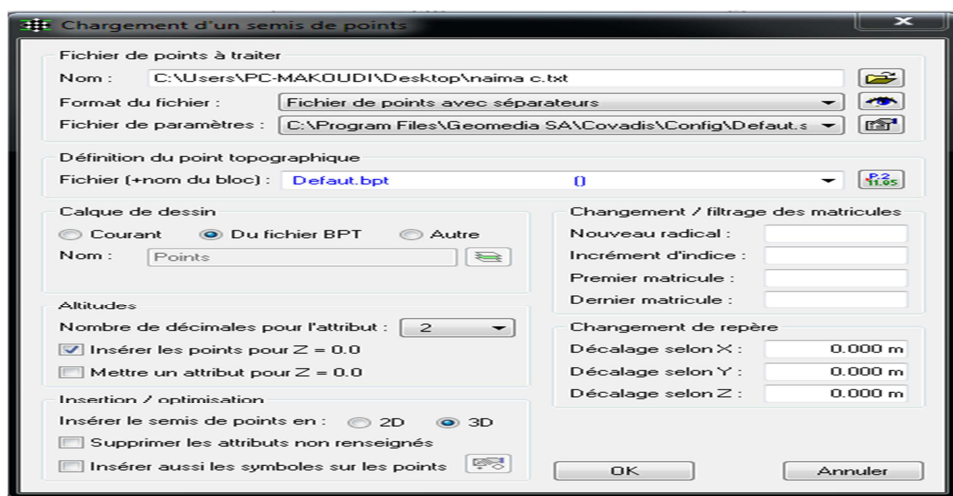 Chargement d'un semis de points
Fichier de points à traiter
Nom : C:\Users\PC-MAKOUDI\Desktop\naima c.txt
Format du fichier : Fichier de points avec séparateurs
Fichier de paramètres : C:\Program Files\Geomedia SA\Covadis\Config\Defaut.s
Définition du point topographique
Fichier (+nom du bloc) : Defaut.bpt ()
P.2
11.05
Calque de dessin
Courant Du fichier BPT Autre
Nom : Points
Altitudes
Nombre de décimales pour l'attribut : 2
Insérer les points pour Z = 0.0
Mettre un attribut pour Z = 0.0
Insertion / optimisation
Insérer le semis de points en : 2D 3D
Supprimer les attributs non renseignés
Insérer aussi les symboles sur les points
Changement / filtrage des matricules
Nouveau radical :
Incrément d'indice :
Premier matricule :
Dernier matricule :
Changement de repère
Décalage selon X : 0.000 m
Décalage selon Y : 0.000 m
Décalage selon Z : 0.000 m
OK Annuler